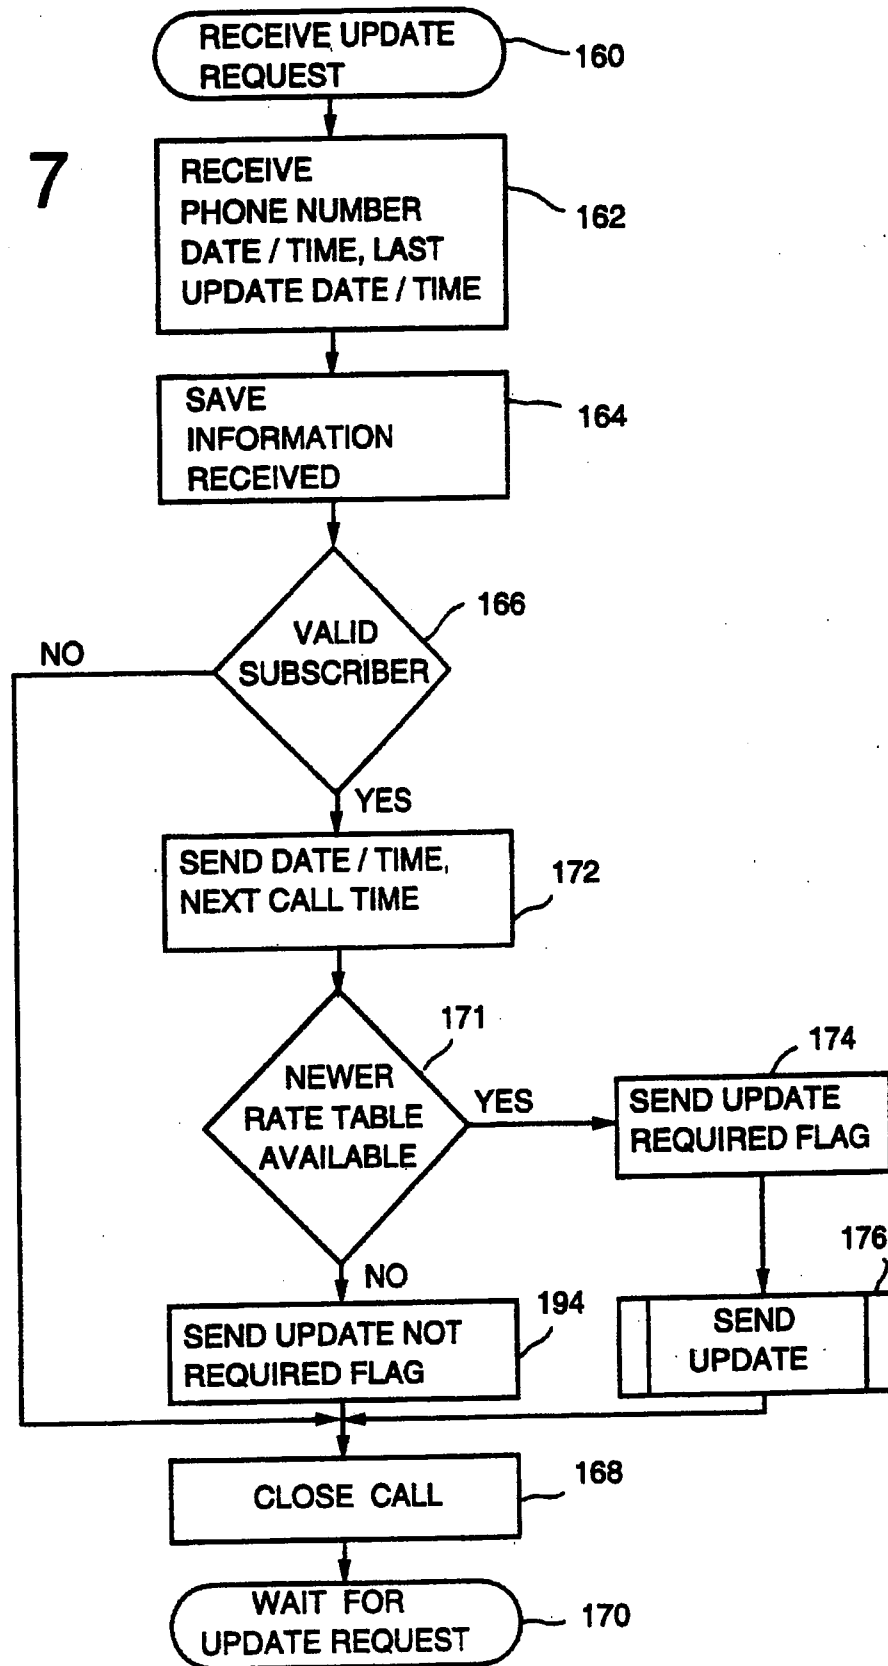 RECEIVE UPDATE
REQUEST
160
7
RECEIVE
PHONE NUMBER
DATE / TIME, LAST
UPDATE DATE / TIME
162
SAVE
INFORMATION
RECEIVED
164
VALID
SUBSCRIBER
166
NO
YES
SEND DATE / TIME,
NEXT CALL TIME
172
NEWER
RATE TABLE
AVAILABLE
171
YES
SEND UPDATE
REQUIRED FLAG
174
NO
SEND UPDATE NOT
REQUIRED FLAG
194
SEND
UPDATE
176
CLOSE CALL
168
WAIT FOR
UPDATE REQUEST
170